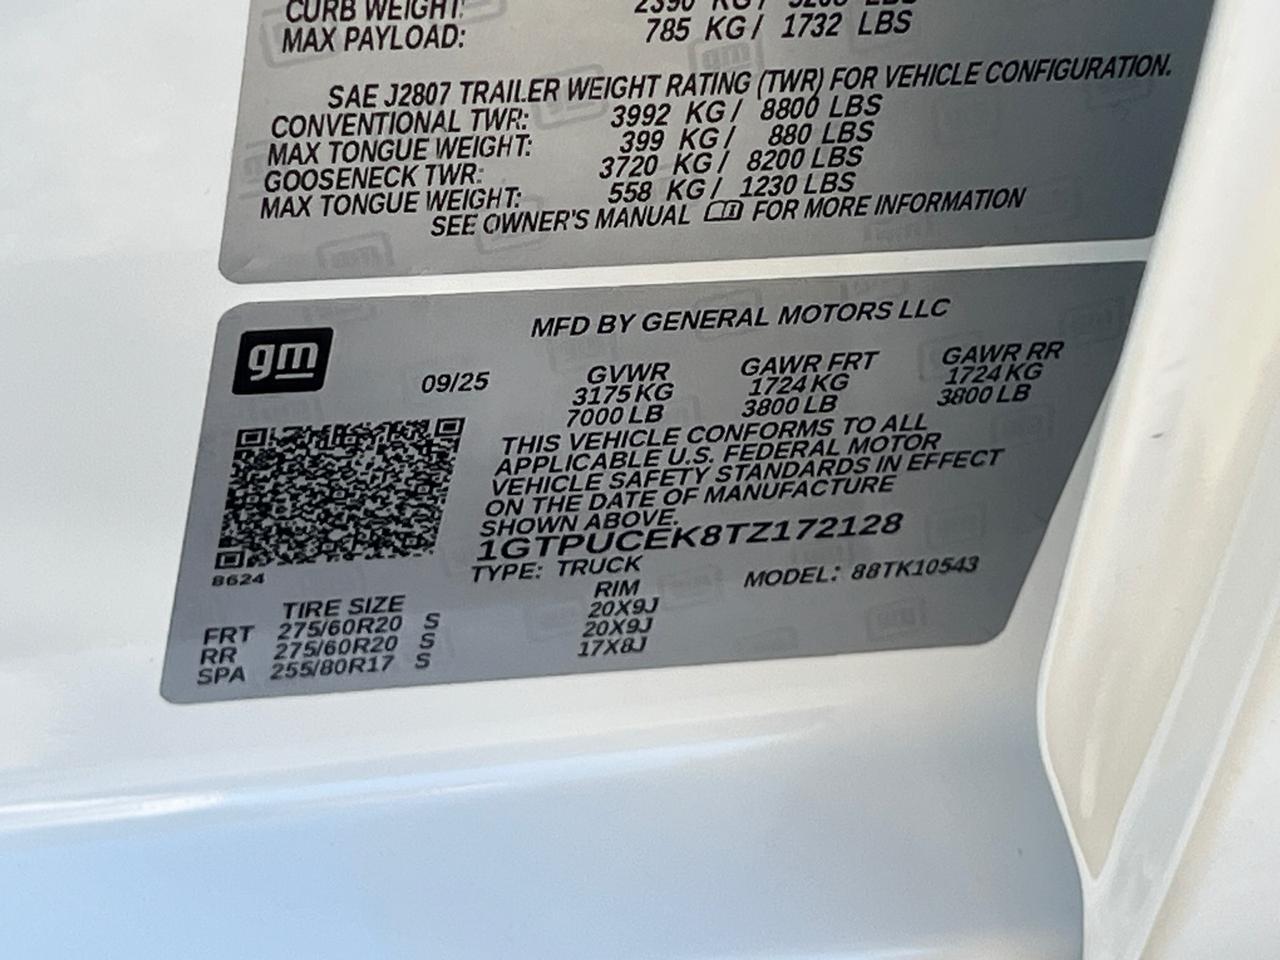 CURB WEIGHT: KG/ LBS
MAX PAYLOAD: 785 KG/ 1732 LBS
SAE J2807 TRAILER WEIGHT RATING (TWR) FOR VEHICLE CONFIGURATION.
CONVENTIONAL TWR: 3992 KG/ 8800 LBS
MAX TONGUE WEIGHT: 399 KG/ 880 LBS
GOOSENECK TWR: 3720 KG/ 8200 LBS
MAX TONGUE WEIGHT: 558 KG/ 1230 LBS
SEE OWNER'S MANUAL FOR MORE INFORMATION
gm
MFD BY GENERAL MOTORS LLC
09/25
GVWR GAWR FRT GAWR RR
3175 KG 1724 KG 1724 KG
7000 LB 3800 LB 3800 LB
THIS VEHICLE CONFORMS TO ALL
APPLICABLE U.S. FEDERAL MOTOR
VEHICLE SAFETY STANDARDS IN EFFECT
ON THE DATE OF MANUFACTURE
SHOWN ABOVE.
1GTPUCEK8TZ172128
TYPE: TRUCK MODEL: 88TK10543
8624
TIRE SIZE RIM
FRT 275/60R20 S 20X9J
RR 275/60R20 S 20X9J
SPA 255/80R17 S 17X8J